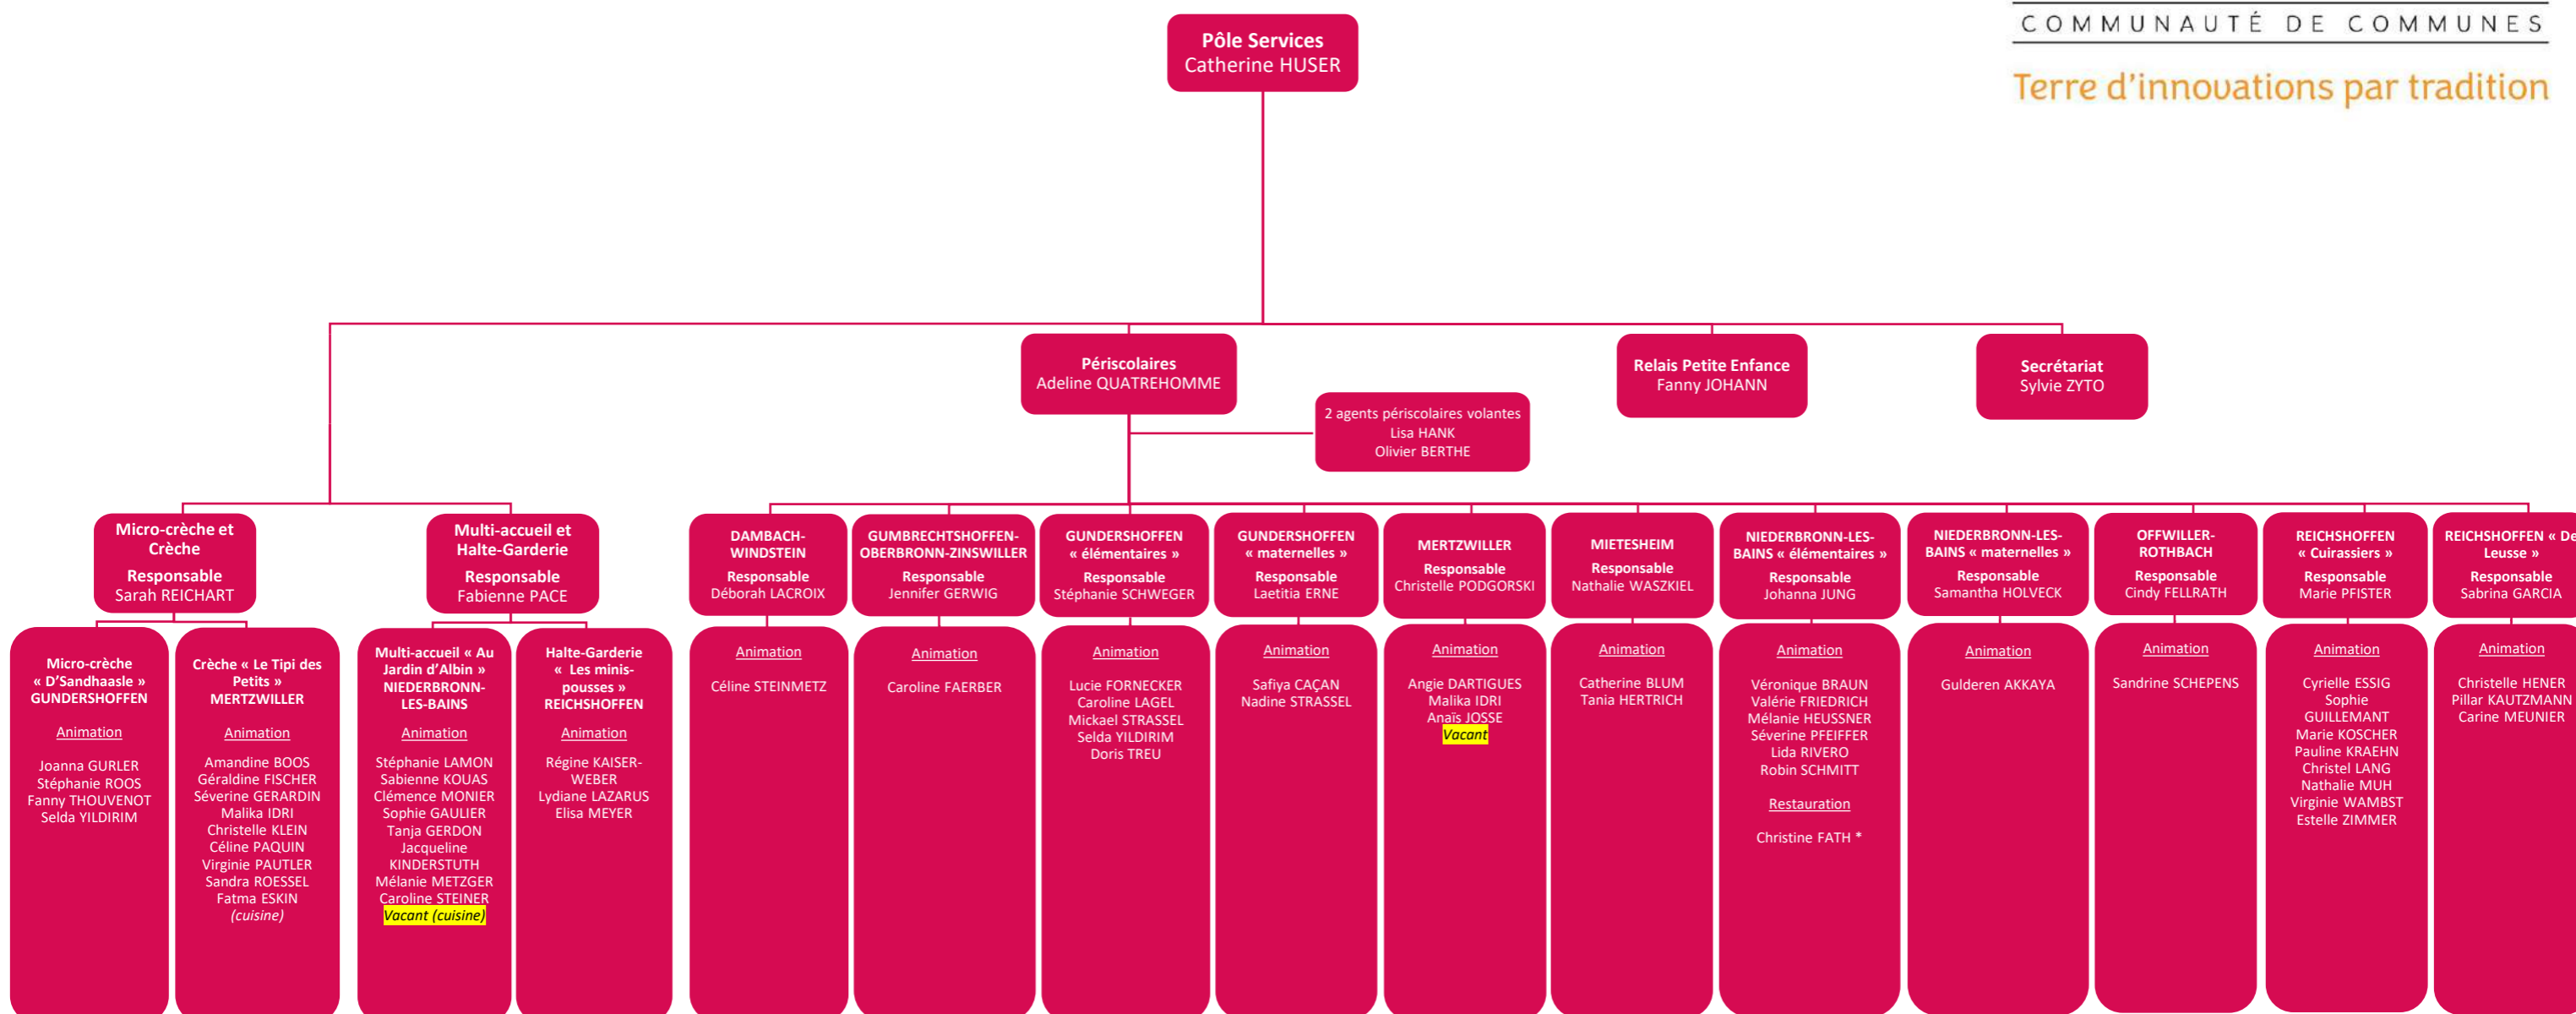 COMMUNAUTÉ DE COMMUNES
Terre d'innovations par tradition
Pôle Services
Catherine HUSER
Périscolaires
Adeline QUATREHOMME
Relais Petite Enfance
Fanny JOHANN
Secrétariat
Sylvie ZYTO
2 agents périscolaires volantes
Lisa HANK
Olivier BERTHE
Micro-crèche et
Crèche
Responsable
Sarah REICHART
Multi-accueil et
Halte-Garderie
Responsable
Fabienne PACE
DAMBACH-
WINDSTEIN
Responsable
Déborah LACROIX
GUMBRECHTSHOFFEN-
OBERBRONN-ZINSWILLER
Responsable
Jennifer GERWIG
GUNDERSHOFFEN
« élémentaires »
Responsable
Stéphanie SCHWEGER
GUNDERSHOFFEN
« maternelles »
Responsable
Laetitia ERNE
MERTZWILLER
Responsable
Christelle PODGORSKI
MIETESHEIM
Responsable
Nathalie WASZKIEL
NIEDERBRONN-LES-
BAINS « élémentaires »
Responsable
Johanna JUNG
NIEDERBRONN-LES-
BAINS « maternelles »
Responsable
Samantha HOLVECK
OFFWILLER-
ROTHBACH
Responsable
Cindy FELLRATH
REICHSHOFFEN
« Cuirassiers »
Responsable
Marie PFISTER
REICHSHOFFEN « De
Leusse »
Responsable
Sabrina GARCIA
Micro-crèche
« D'Sandhaasle »
GUNDERSHOFFEN
Animation
Joanna GURLER
Stéphanie ROOS
Fanny THOUVENOT
Selda YILDIRIM
Crèche « Le Tipi des
Petits »
MERTZWILLER
Animation
Amandine BOOS
Géraldine FISCHER
Séverine GERARDIN
Malika IDRI
Christelle KLEIN
Céline PAQUIN
Virginie PAUTLER
Sandra ROESSEL
Fatma ESKIN
(cuisine)
Multi-accueil « Au
Jardin d'Albin »
NIEDERBRONN-
LES-BAINS
Animation
Stéphanie LAMON
Sabienne KOUAS
Clémence MONIER
Sophie GAULIER
Tanja GERDON
Jacqueline
KINDERSTUTH
Mélanie METZGER
Caroline STEINER
Vacant (cuisine)
Halte-Garderie
« Les minis-
pousses »
REICHSHOFFEN
Animation
Régine KAISER-
WEBER
Lydiane LAZARUS
Elisa MEYER
Animation
Céline STEINMETZ
Animation
Caroline FAERBER
Animation
Lucie FORNECKER
Caroline LAGEL
Mickael STRASSEL
Selda YILDIRIM
Doris TREU
Animation
Safiya CAÇAN
Nadine STRASSEL
Animation
Angie DARTIGUES
Malika IDRI
Anaïs JOSSE
Vacant
Animation
Catherine BLUM
Tania HERTRICH
Animation
Véronique BRAUN
Valérie FRIEDRICH
Mélanie HEUSSNER
Séverine PFEIFFER
Lida RIVERO
Robin SCHMITT
Restauration
Christine FATH *
Animation
Gulderen AKKAYA
Animation
Sandrine SCHEPENS
Animation
Cyrielle ESSIG
Sophie
GUILLEMANT
Marie KOSCHER
Pauline KRAEHN
Christel LANG
Nathalie MUH
Virginie WAMBST
Estelle ZIMMER
Animation
Christelle HENER
Pillar KAUTZMANN
Carine MEUNIER